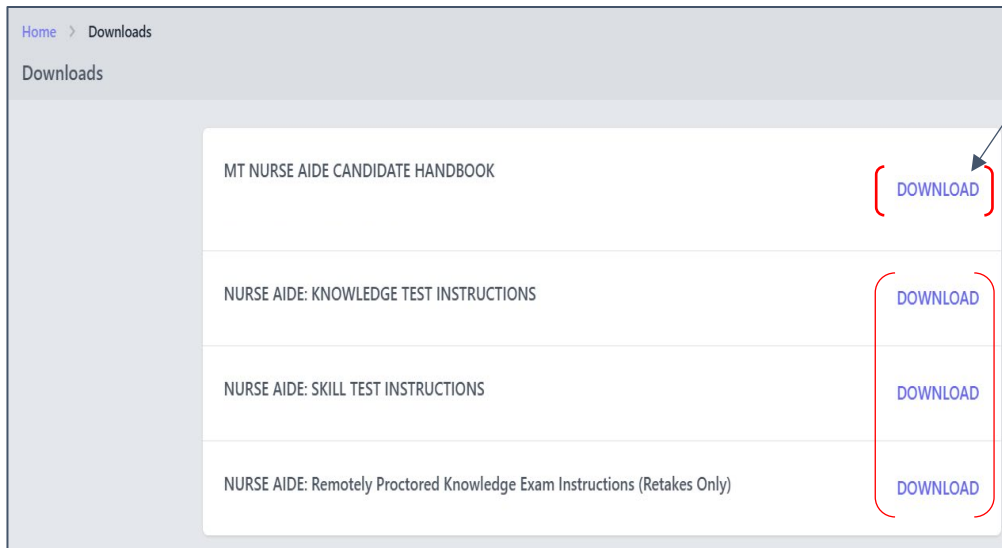 Home > Downloads
Downloads
MT NURSE AIDE CANDIDATE HANDBOOK
DOWNLOAD
NURSE AIDE: KNOWLEDGE TEST INSTRUCTIONS
DOWNLOAD
NURSE AIDE: SKILL TEST INSTRUCTIONS
DOWNLOAD
NURSE AIDE: Remotely Proctored Knowledge Exam Instructions (Retakes Only)
DOWNLOAD